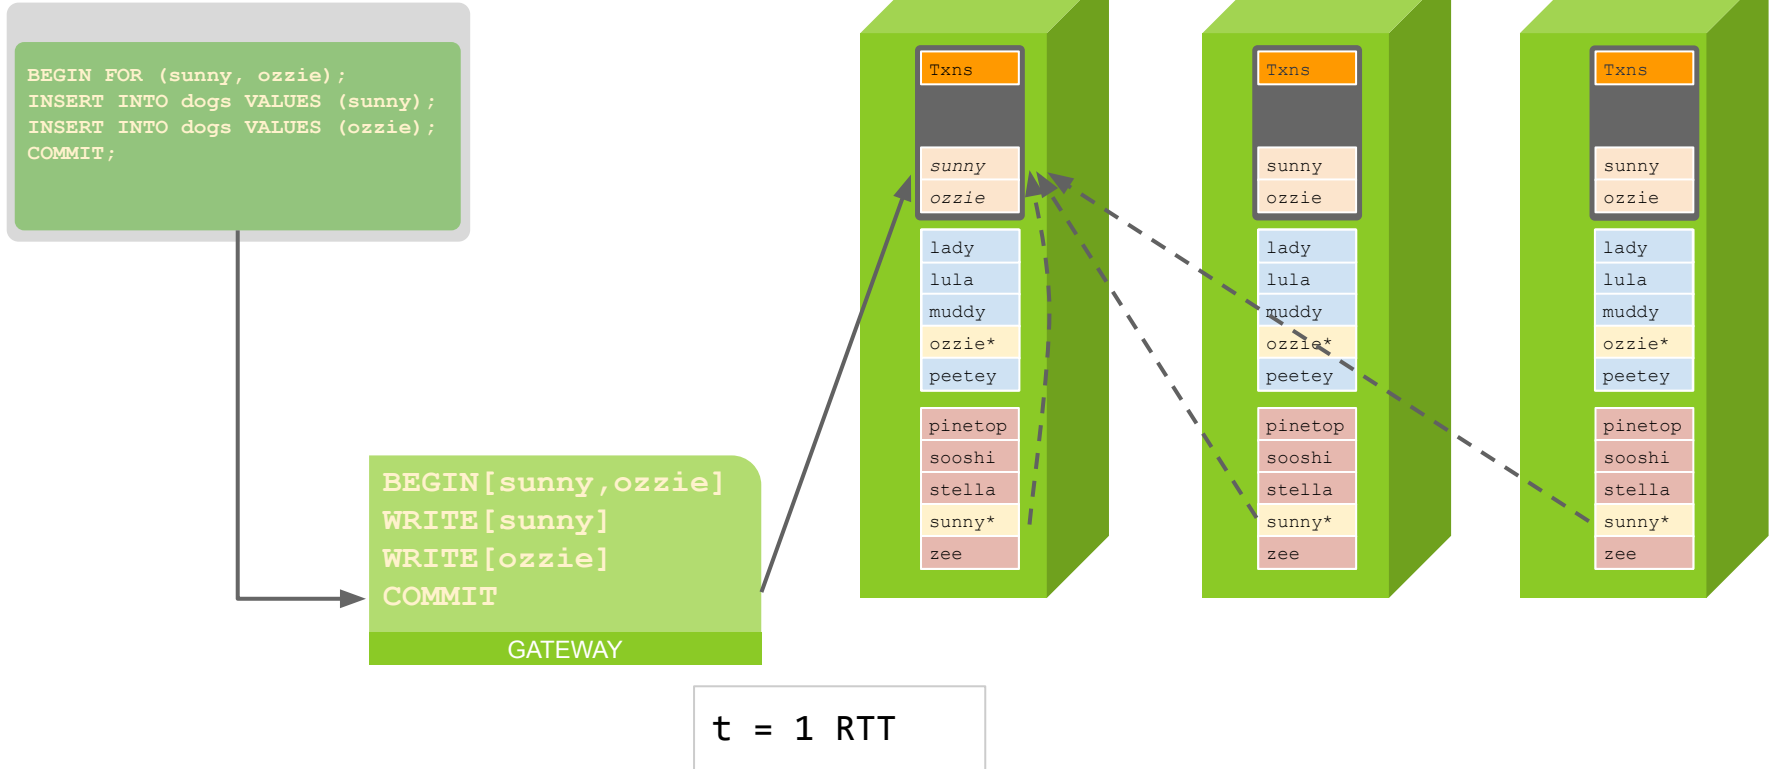 BEGIN FOR (sunny, ozzie);
INSERT INTO dogs VALUES (sunny);
INSERT INTO dogs VALUES (ozzie);
COMMIT;
BEGIN[sunny,ozzie]
WRITE[sunny]
WRITE[ozzie]
COMMIT
GATEWAY
t = 1 RTT
Txns
sunny
ozzie
lady
lula
muddy
ozzie*
peetey
pinetop
sooshi
stella
sunny*
zee
Txns
sunny
ozzie
lady
lula
muddy
ozzie*
peetey
pinetop
sooshi
stella
sunny*
zee
Txns
sunny
ozzie
lady
lula
muddy
ozzie*
peetey
pinetop
sooshi
stella
sunny*
zee